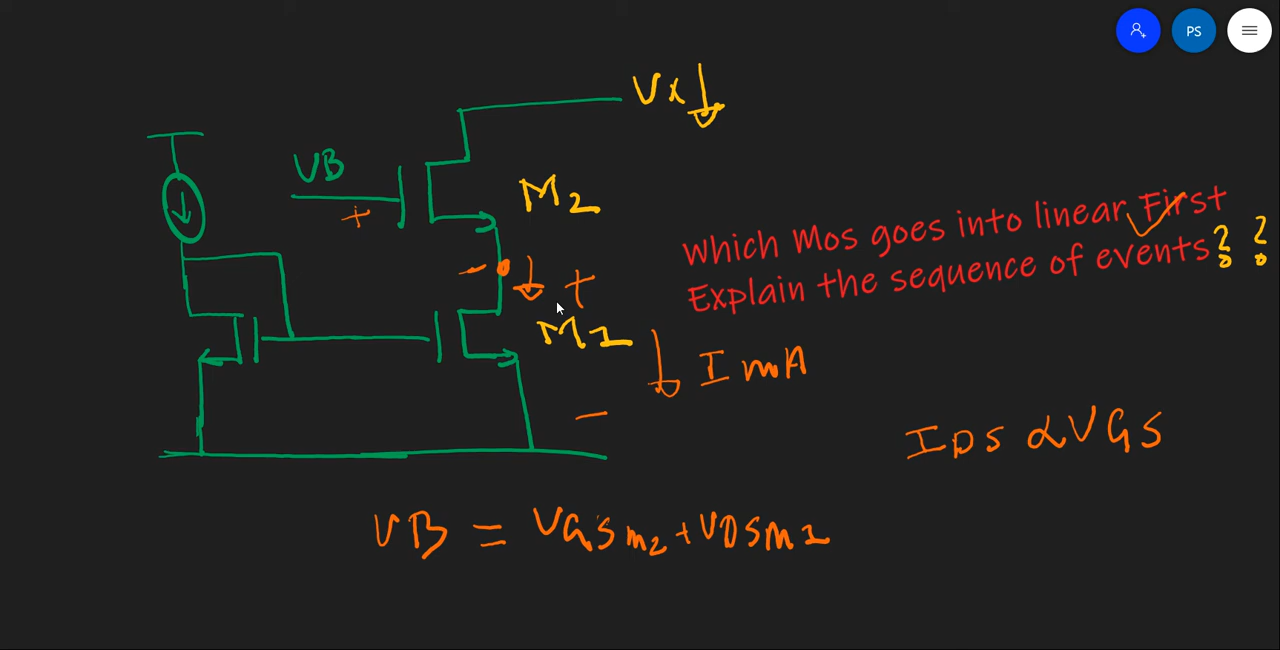 PS
Vx
VB
M2
Which Mos goes into linear First
Explain the sequence of events??
M1
I mA
IDS α VGS
VB = VGSm2 + VDSm1